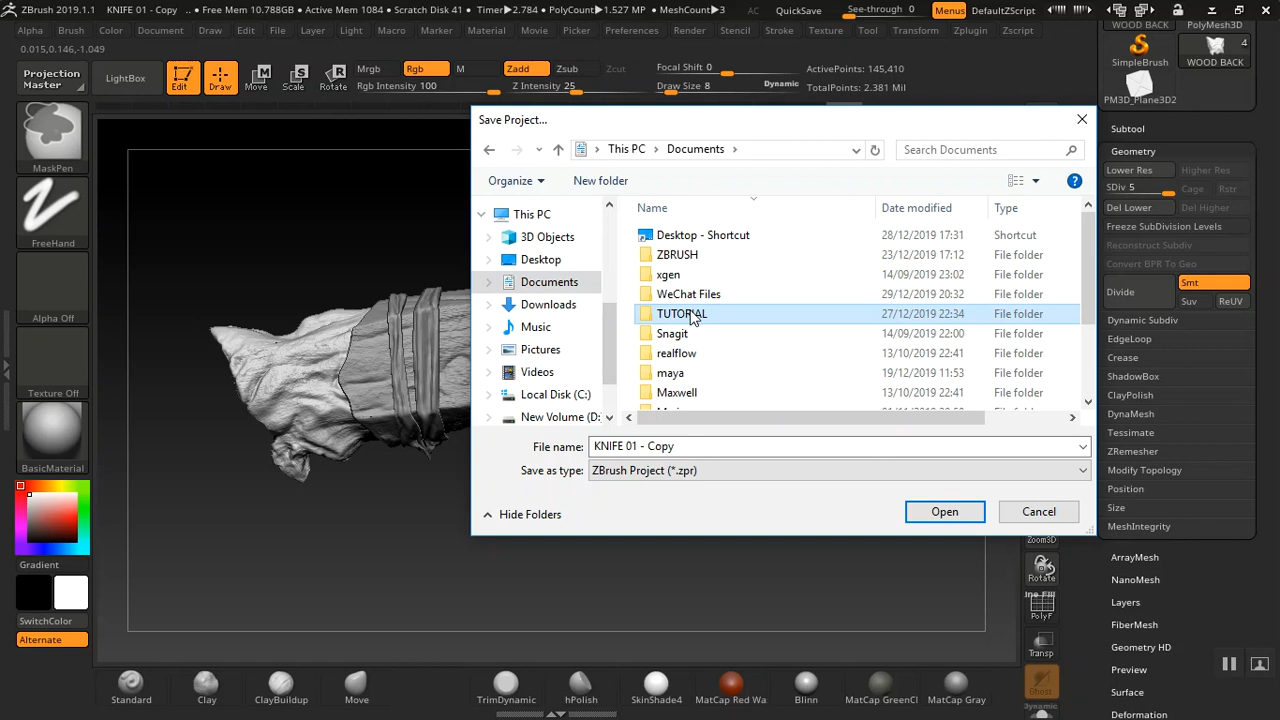 ZBrush 2019.1.1 KNIFE 01 - Copy .. Free Mem 10.788GB • Active Mem 1084 • Scratch Disk 41 • Timer▶2.784 • PolyCount▶1.527 MP • MeshCount▶3 QuickSave See-through 0 Menus DefaultZScript
Alpha Brush Color Document Draw Edit File Layer Light Macro Marker Material Movie Picker Preferences Render Stencil Stroke Texture Tool Transform Zplugin Zscript
0.015,0.146,-1.049
Projection Master
LightBox
Edit Draw Move Scale Rotate
Mrgb Rgb M Zadd Zsub Zcut
Rgb Intensity 100 Z Intensity 25
Focal Shift 0
Draw Size 8 Dynamic
ActivePoints: 145,410
TotalPoints: 2.381 Mil
WOOD BACK PolyMesh3D
4
SimpleBrush WOOD BACK
PM3D_Plane3D2
MaskPen
FreeHand
Alpha Off
Texture Off
BasicMaterial
Gradient
SwitchColor
Alternate
Save Project...
This PC Documents
Search Documents
Organize New folder
This PC
3D Objects
Desktop
Documents
Downloads
Music
Pictures
Videos
Local Disk (C:)
New Volume (D:
Name Date modified Type
Desktop - Shortcut 28/12/2019 17:31 Shortcut
ZBRUSH 23/12/2019 17:12 File folder
xgen 14/09/2019 23:02 File folder
WeChat Files 29/12/2019 20:32 File folder
TUTORIAL 27/12/2019 22:34 File folder
Snagit 14/09/2019 22:00 File folder
realflow 13/10/2019 22:41 File folder
maya 19/12/2019 11:53 File folder
Maxwell 13/10/2019 22:41 File folder
File name: KNIFE 01 - Copy
Save as type: ZBrush Project (*.zpr)
Hide Folders Open Cancel
Subtool
Geometry
Lower Res Higher Res
SDiv 5 Cage Rstr
Del Lower Del Higher
Freeze SubDivision Levels
Reconstruct Subdiv
Convert BPR To Geo
Divide Smt
Suv ReUV
Dynamic Subdiv
EdgeLoop
Crease
ShadowBox
ClayPolish
DynaMesh
Tessimate
ZRemesher
Modify Topology
Position
Size
MeshIntegrity
ArrayMesh
NanoMesh
Layers
FiberMesh
Geometry HD
Preview
Surface
Deformation
Zoom3D
Rotate
PolyF
Transp
Ghost
Dynamic
Standard Clay ClayBuildup Move TrimDynamic hPolish SkinShade4 MatCap Red Wa Blinn MatCap GreenCl MatCap Gray